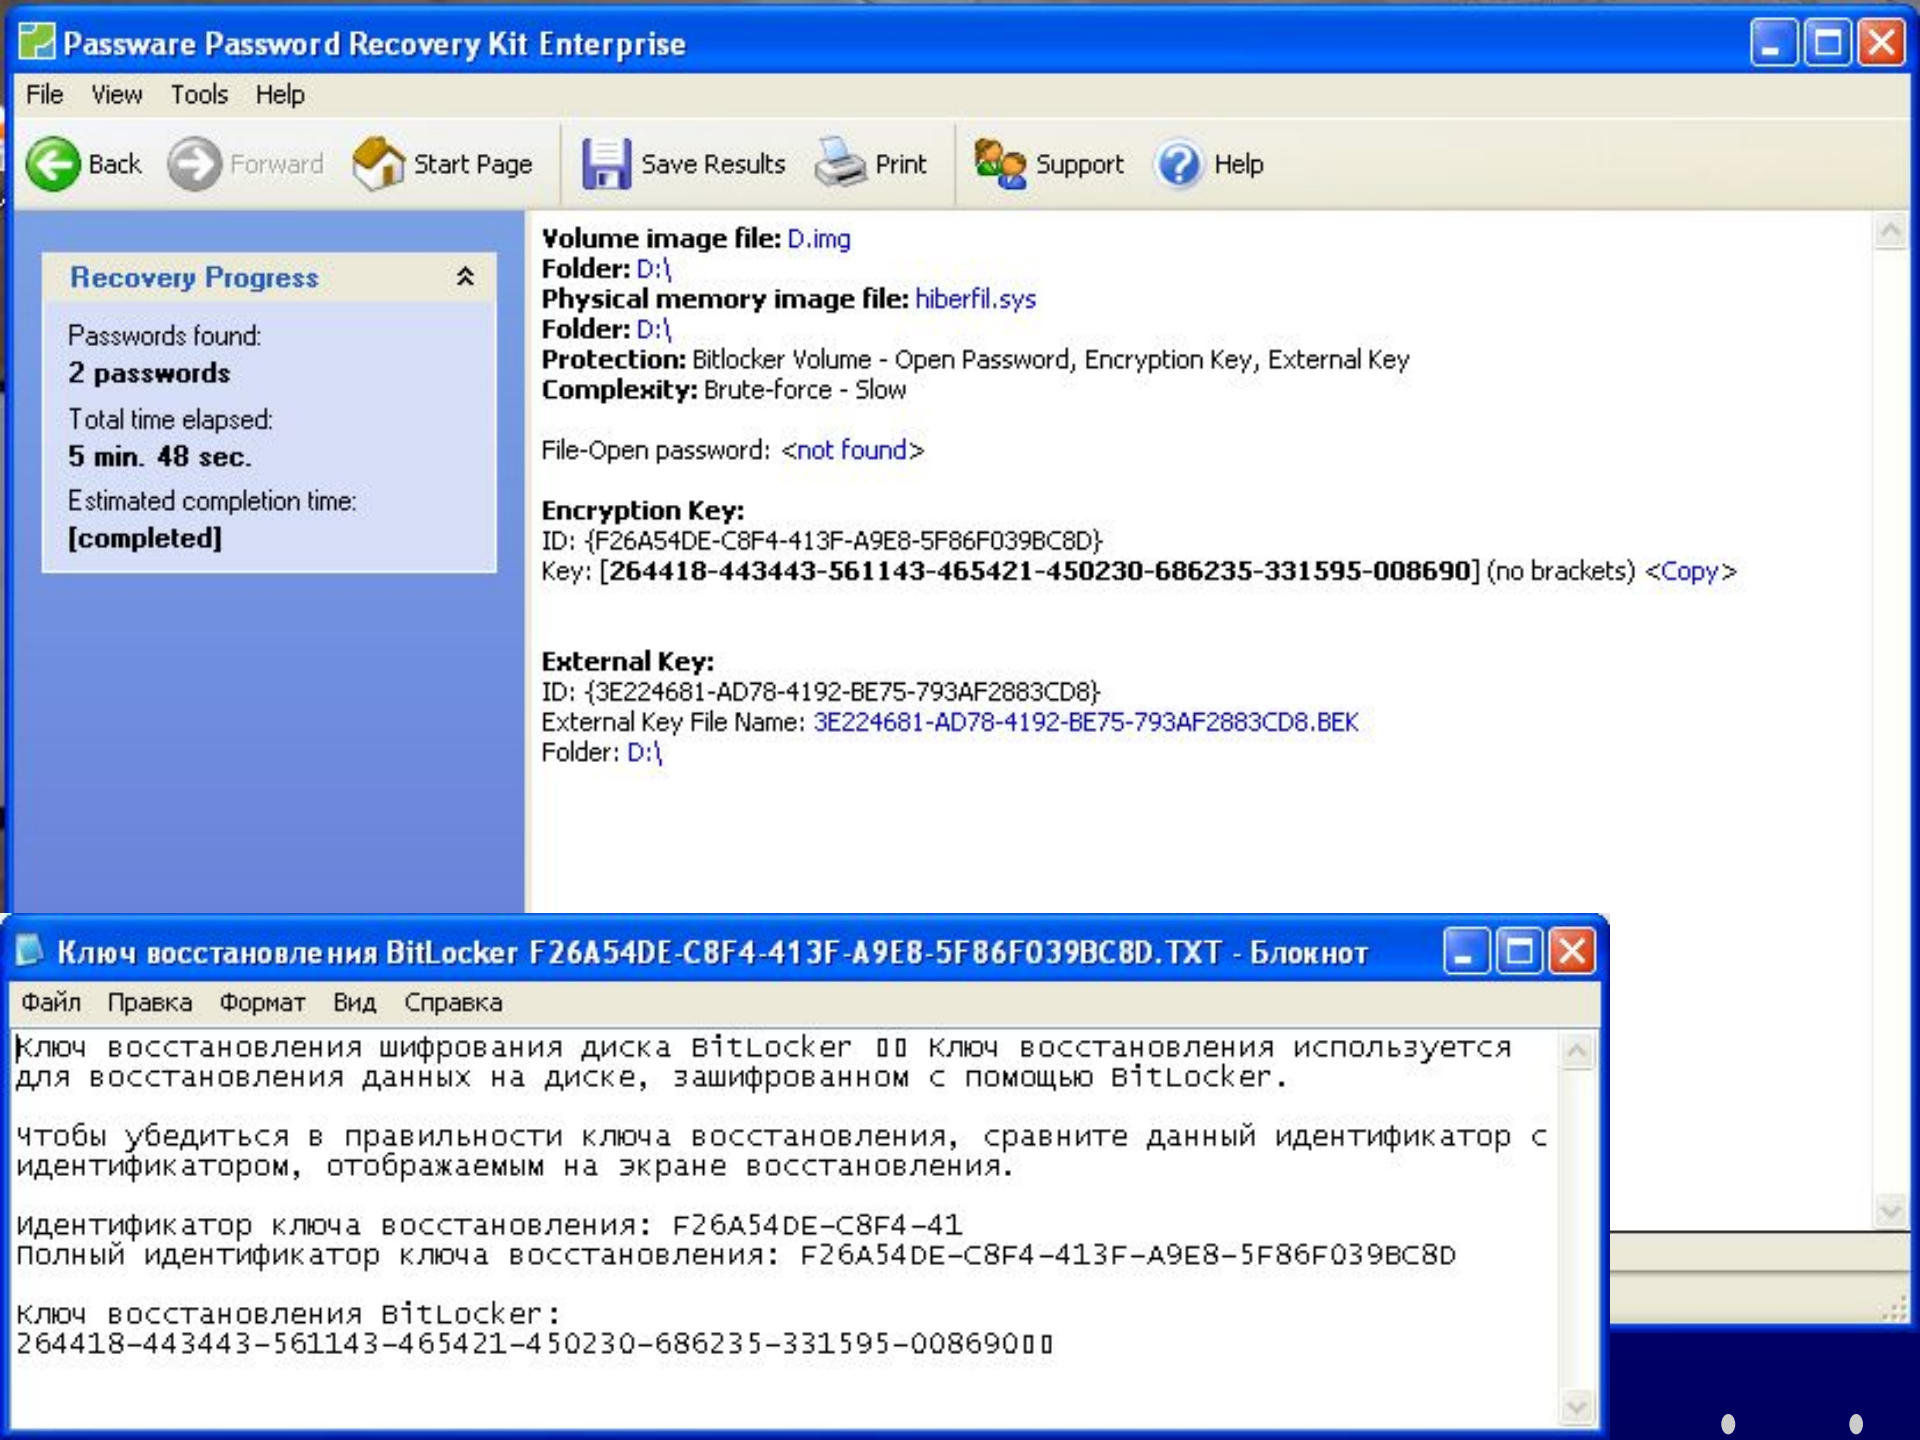 Passware Password Recovery Kit Enterprise
File View Tools Help
Back Forward Start Page Save Results Print Support Help
Recovery Progress
Passwords found:
2 passwords
Total time elapsed:
5 min. 48 sec.
Estimated completion time:
[completed]
Volume image file: D.img
Folder: D:\
Physical memory image file: hiberfil.sys
Folder: D:\
Protection: Bitlocker Volume - Open Password, Encryption Key, External Key
Complexity: Brute-force - Slow
File-Open password: <not found>
Encryption Key:
ID: {F26A54DE-C8F4-413F-A9E8-5F86F039BC8D}
Key: [264418-443443-561143-465421-450230-686235-331595-008690] (no brackets) <Copy>
External Key:
ID: {3E224681-AD78-4192-BE75-793AF2883CD8}
External Key File Name: 3E224681-AD78-4192-BE75-793AF2883CD8.BEK
Folder: D:\
Ключ восстановления BitLocker F26A54DE-C8F4-413F-A9E8-5F86F039BC8D.TXT - Блокнот
Файл Правка Формат Вид Справка
Ключ восстановления шифрования диска BitLocker ▯▯ Ключ восстановления используется
для восстановления данных на диске, зашифрованном с помощью BitLocker.
Чтобы убедиться в правильности ключа восстановления, сравните данный идентификатор с
идентификатором, отображаемым на экране восстановления.
Идентификатор ключа восстановления: F26A54DE-C8F4-41
Полный идентификатор ключа восстановления: F26A54DE-C8F4-413F-A9E8-5F86F039BC8D
Ключ восстановления BitLocker:
264418-443443-561143-465421-450230-686235-331595-008690▯▯